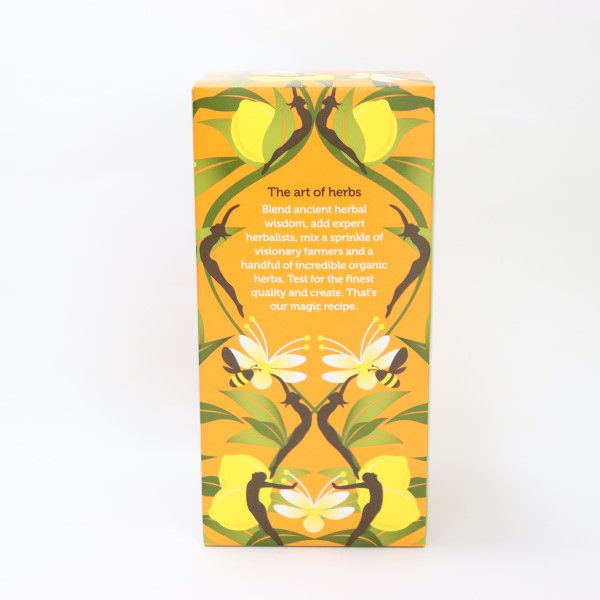 The art of herbs
Blend ancient herbal
wisdom, add expert
herbalists, mix a sprinkle of
visionary farmers and a
handful of incredible organic
herbs. Test for the finest
quality and create. That's
our magic recipe.